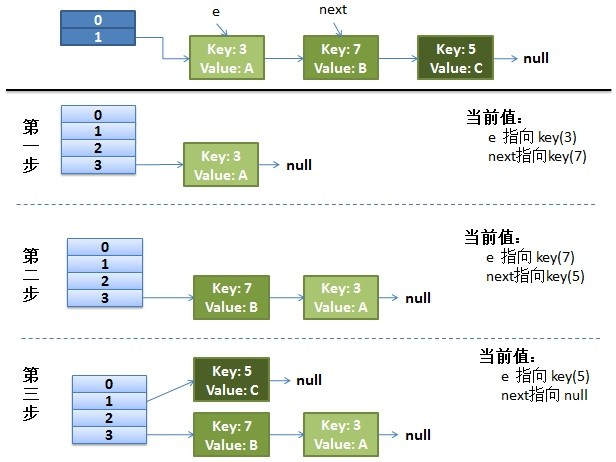 e
next
0
1
Key: 3
Value: A
Key: 7
Value: B
Key: 5
Value: C
null
第一步
0
1
2
3
Key: 3
Value: A
null
当前值：
e 指向 key(3)
next指向key(7)
第二步
0
1
2
3
Key: 7
Value: B
Key: 3
Value: A
null
当前值：
e 指向 key(7)
next指向key(5)
第三步
0
1
2
3
Key: 5
Value: C
null
Key: 7
Value: B
Key: 3
Value: A
null
当前值：
e 指向 key(5)
next指向 null